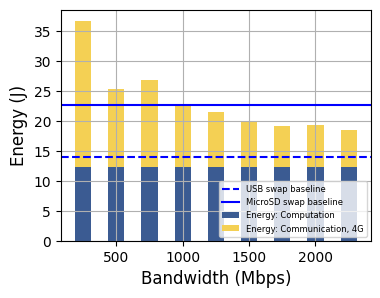 Energy (J)
35
30
25
20
15
10
5
0
USB swap baseline
MicroSD swap baseline
Energy: Computation
Energy: Communication, 4G
500 1000 1500 2000
Bandwidth (Mbps)